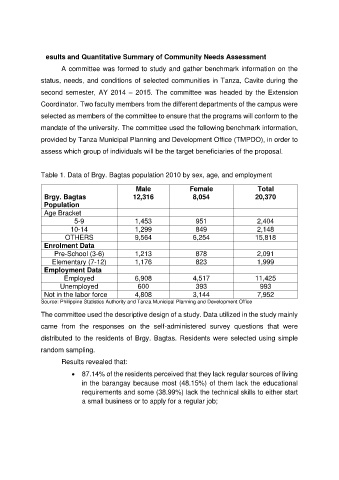 esults and Quantitative Summary of Community Needs Assessment
A committee was formed to study and gather benchmark information on the
status, needs, and conditions of selected communities in Tanza, Cavite during the
second semester, AY 2014 – 2015. The committee was headed by the Extension
Coordinator. Two faculty members from the different departments of the campus were
selected as members of the committee to ensure that the programs will conform to the
mandate of the university. The committee used the following benchmark information,
provided by Tanza Municipal Planning and Development Office (TMPDO), in order to
assess which group of individuals will be the target beneficiaries of the proposal.
Table 1. Data of Brgy. Bagtas population 2010 by sex, age, and employment
Male Female Total
Brgy. Bagtas 12,316 8,054 20,370
Population
Age Bracket
5-9 1,453 951 2,404
10-14 1,299 849 2,148
OTHERS 9,564 6,254 15,818
Enrolment Data
Pre-School (3-6) 1,213 878 2,091
Elementary (7-12) 1,176 823 1,999
Employment Data
Employed 6,908 4,517 11,425
Unemployed 600 393 993
Not in the labor force 4,808 3,144 7,952
Source: Philippine Statistics Authority and Tanza Municipal Planning and Development Office
The committee used the descriptive design of a study. Data utilized in the study mainly
came from the responses on the self-administered survey questions that were
distributed to the residents of Brgy. Bagtas. Residents were selected using simple
random sampling.
Results revealed that:
• 87.14% of the residents perceived that they lack regular sources of living
in the barangay because most (48.15%) of them lack the educational
requirements and some (38.99%) lack the technical skills to either start
a small business or to apply for a regular job;